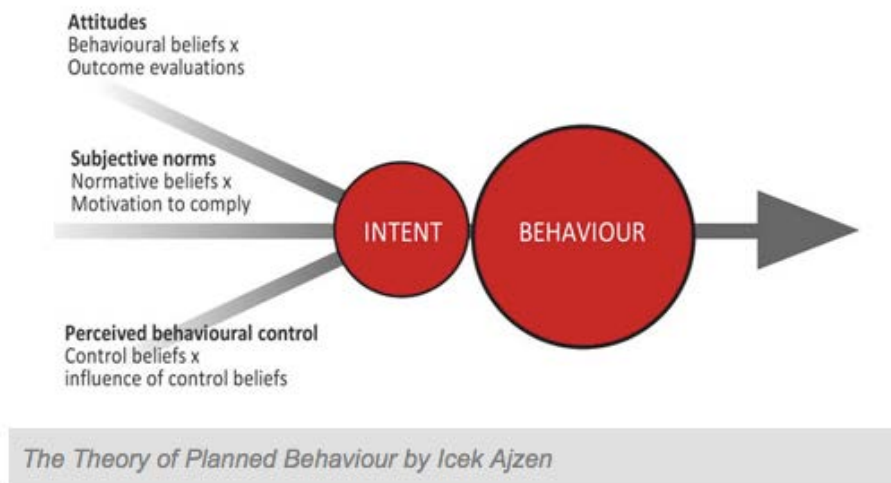 Attitudes
Behavioural beliefs x
Outcome evaluations
Subjective norms
Normative beliefs x
Motivation to comply
INTENT
BEHAVIOUR
Perceived behavioural control
Control beliefs x
influence of control beliefs
The Theory of Planned Behaviour by Icek Ajzen